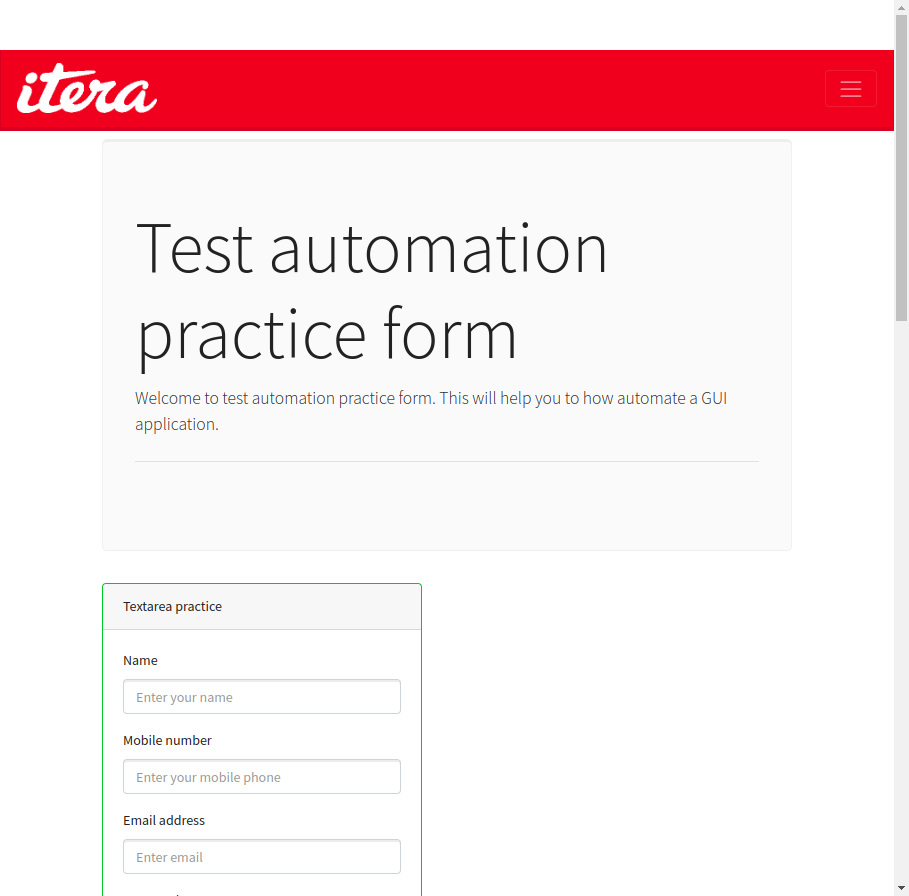 itera
Test automation
practice form
Welcome to test automation practice form. This will help you to how automate a GUI
application.
Textarea practice
Name
Enter your name
Mobile number
Enter your mobile phone
Email address
Enter email